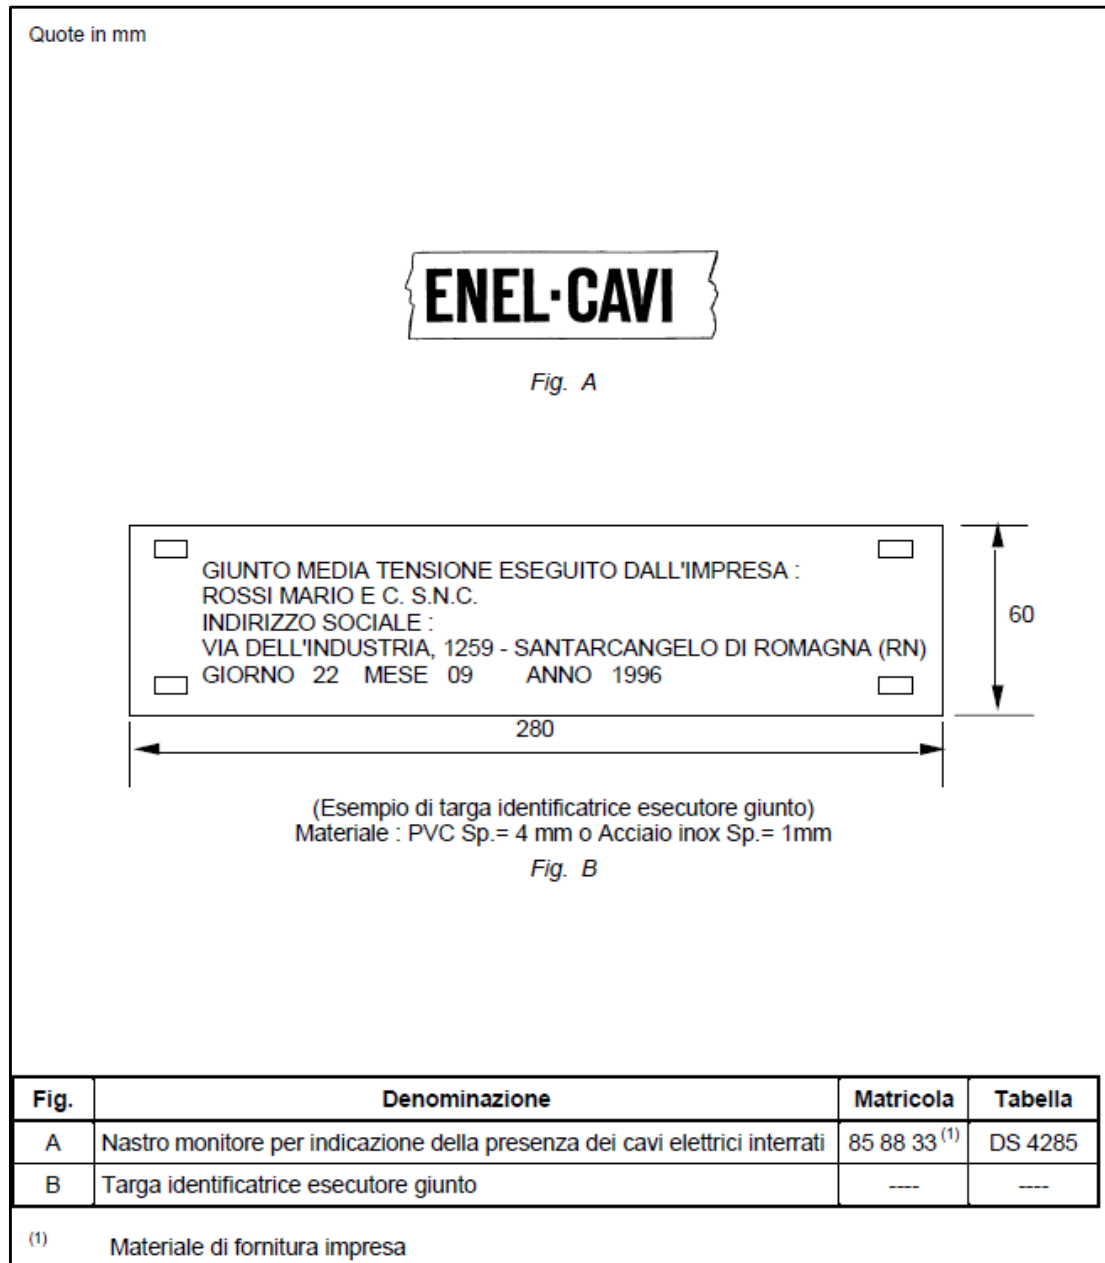 Quote in mm
ENEL·CAVI
Fig. A
GIUNTO MEDIA TENSIONE ESEGUITO DALL'IMPRESA :
ROSSI MARIO E C. S.N.C.
INDIRIZZO SOCIALE :
VIA DELL'INDUSTRIA, 1259 - SANTARCANGELO DI ROMAGNA (RN)
GIORNO 22 MESE 09 ANNO 1996
60
280
(Esempio di targa identificatrice esecutore giunto)
Materiale : PVC Sp.= 4 mm o Acciaio inox Sp.= 1mm
Fig. B
Fig. Denominazione Matricola Tabella
A Nastro monitore per indicazione della presenza dei cavi elettrici interrati 85 88 33 (1) DS 4285
B Targa identificatrice esecutore giunto ---- ----
(1) Materiale di fornitura impresa